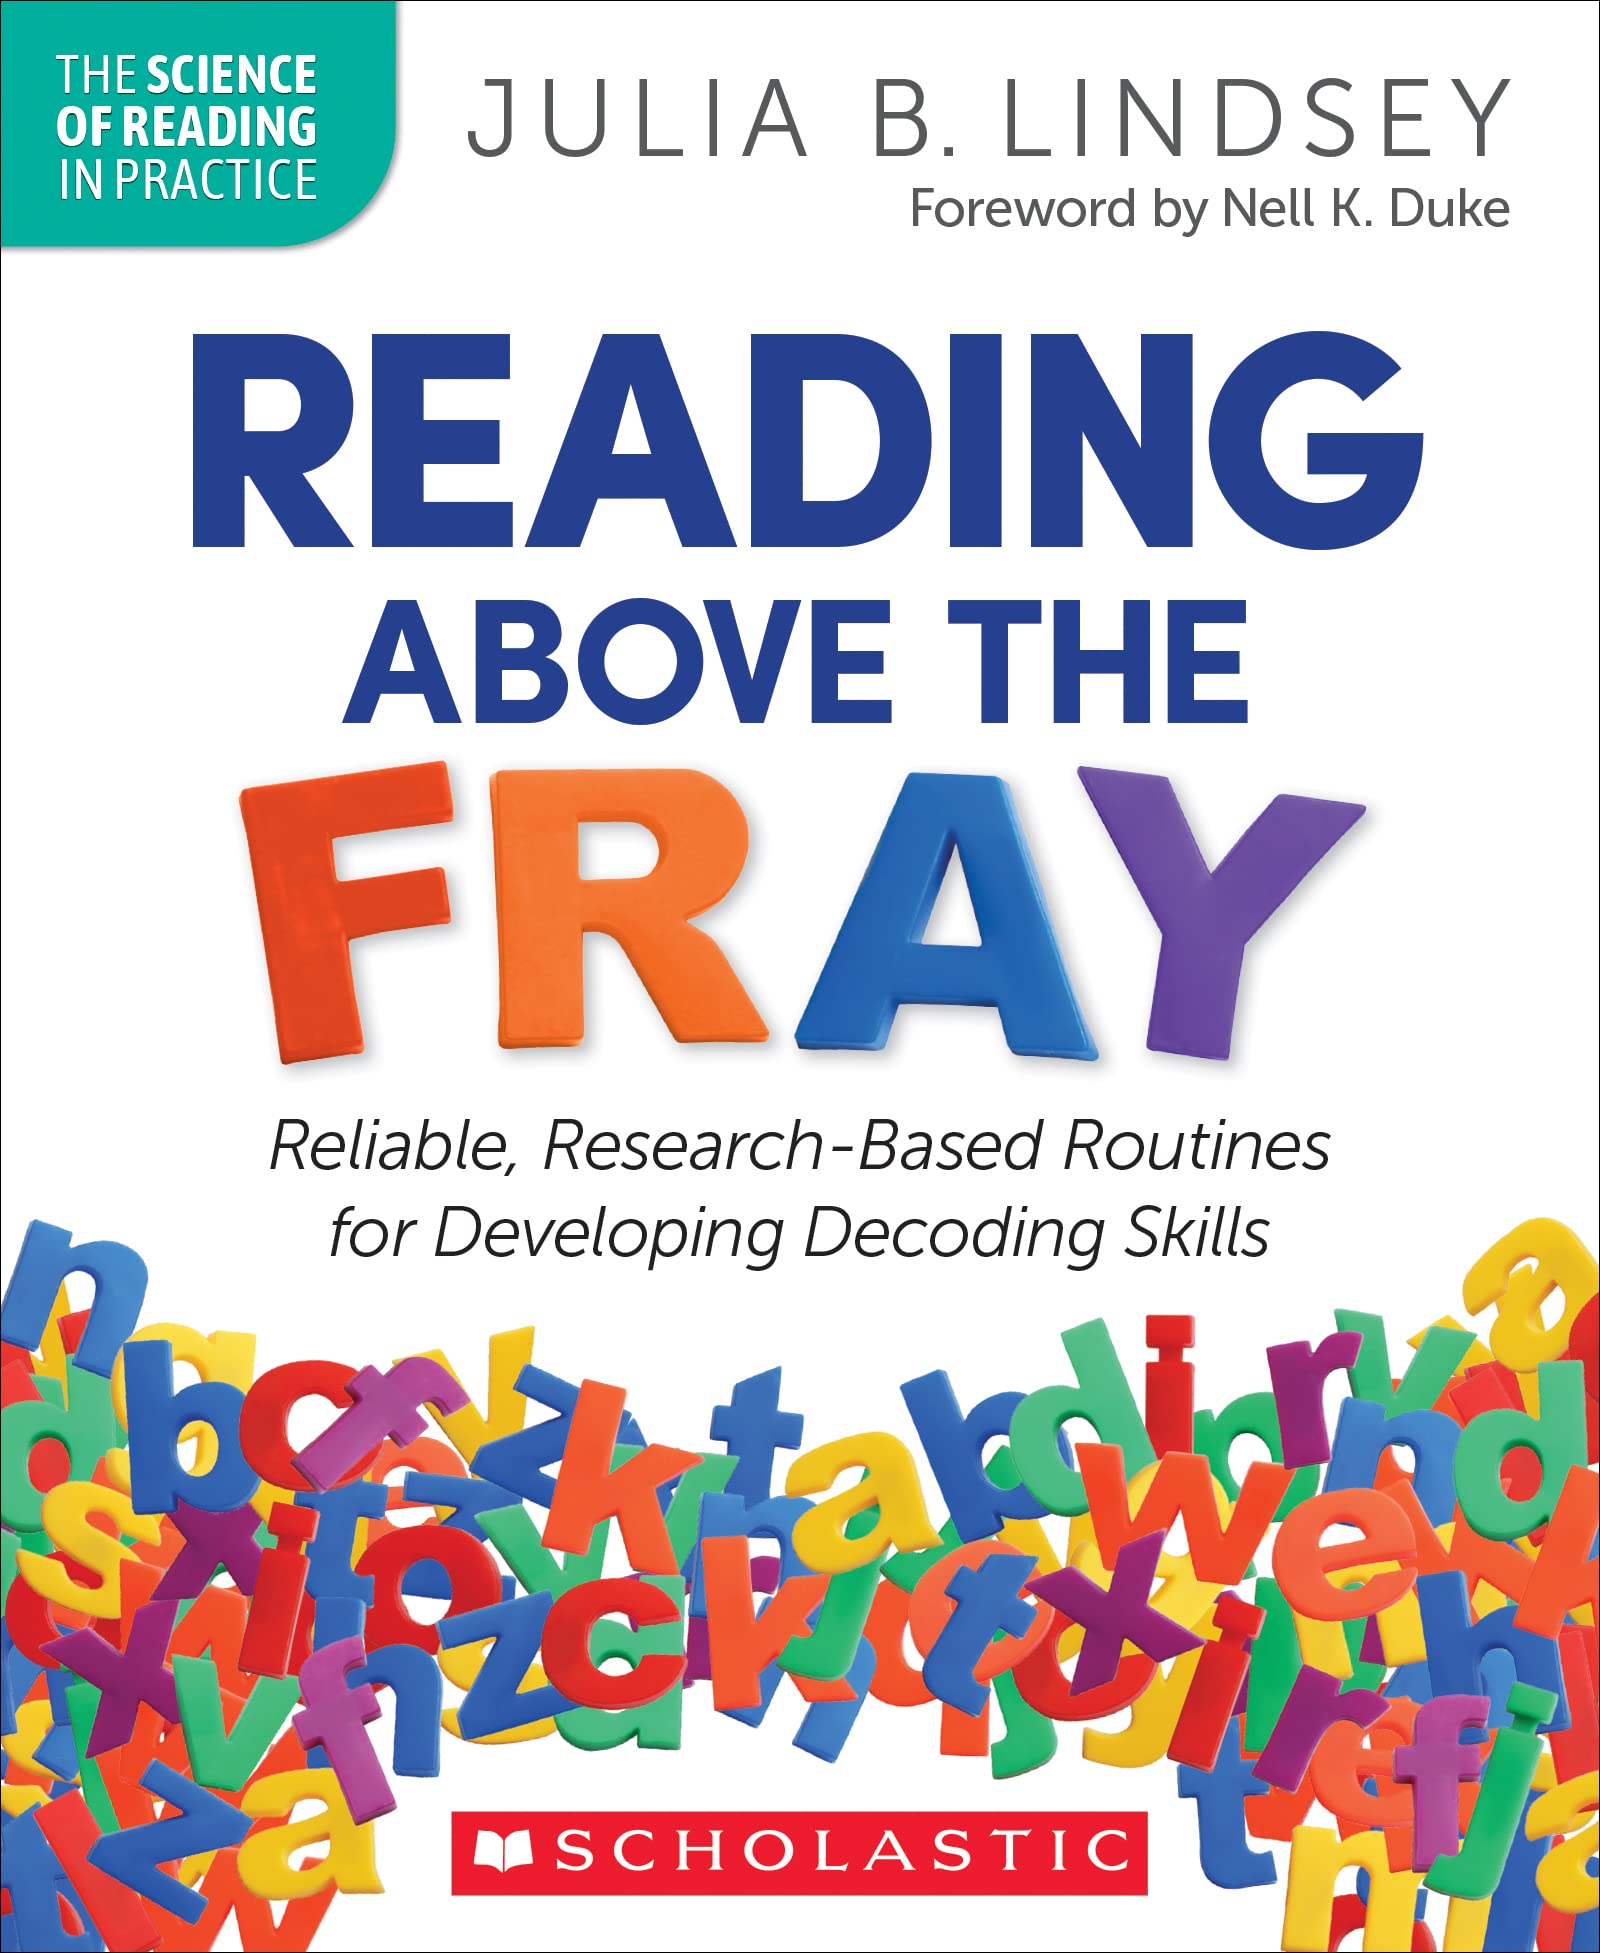 THE SCIENCE
OF READING
IN PRACTICE
JULIA B. LINDSEY
Foreword by Nell K. Duke
READING
ABOVE THE
FRAY
Reliable, Research-Based Routines
for Developing Decoding Skills
SCHOLASTIC